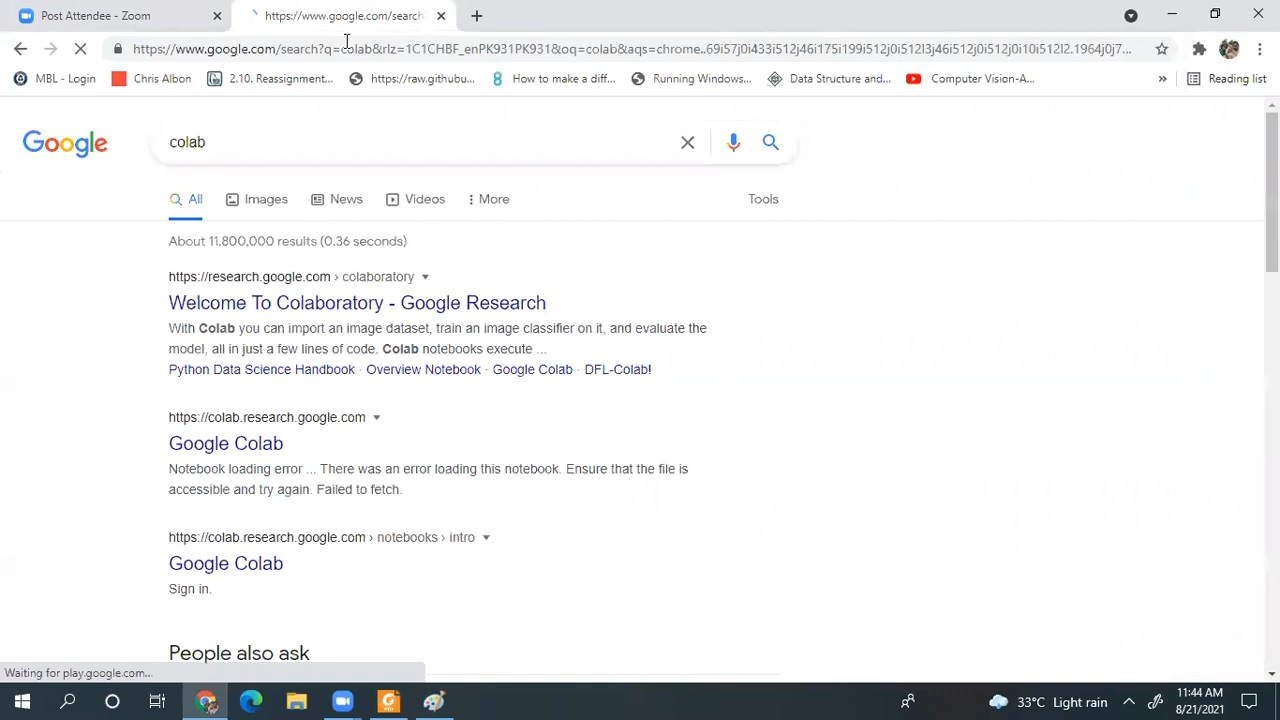 Post Attendee - Zoom
https://www.google.com/search
https://www.google.com/search?q=colab&rlz=1C1CHBF_enPK931PK931&oq=colab&aqs=chrome..69i57j0i433i512j46i175i199i512j0i512l3j46i512j0i512j0i10i512l2.1964j0j7...
MBL - Login
Chris Albon
2.10. Reassignment...
https://raw.githubu...
How to make a dif...
Running Windows...
Data Structure and...
Computer Vision-A...
»
Reading list
Google
colab
All
Images
News
Videos
More
Tools
About 11,800,000 results (0.36 seconds)
https://research.google.com › colaboratory
Welcome To Colaboratory - Google Research
With Colab you can import an image dataset, train an image classifier on it, and evaluate the
model, all in just a few lines of code. Colab notebooks execute ...
Python Data Science Handbook · Overview Notebook · Google Colab · DFL-Colab!
https://colab.research.google.com
Google Colab
Notebook loading error ... There was an error loading this notebook. Ensure that the file is
accessible and try again. Failed to fetch.
https://colab.research.google.com › notebooks › intro
Google Colab
Sign in.
People also ask
Waiting for play.google.com...
33°C Light rain
11:44 AM
8/21/2021